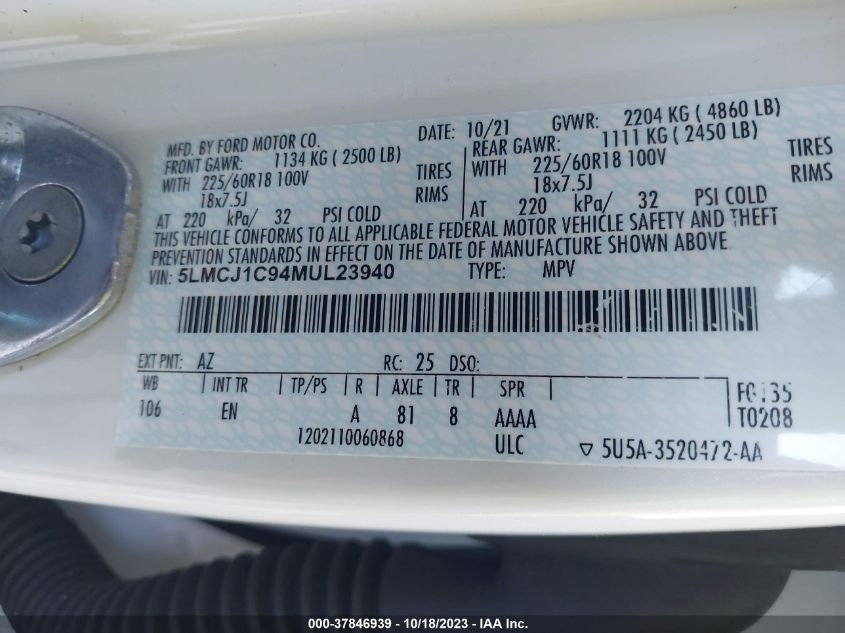 MFD. BY FORD MOTOR CO. DATE: 10/21 GVWR: 2204 KG ( 4860 LB)
FRONT GAWR: 1134 KG ( 2500 LB) REAR GAWR: 1111 KG ( 2450 LB)
WITH 225/60R18 100V TIRES WITH 225/60R18 100V TIRES
18x7.5J RIMS 18x7.5J RIMS
AT 220 kPa/ 32 PSI COLD AT 220 kPa/ 32 PSI COLD
THIS VEHICLE CONFORMS TO ALL APPLICABLE FEDERAL MOTOR VEHICLE SAFETY AND THEFT
PREVENTION STANDARDS IN EFFECT ON THE DATE OF MANUFACTURE SHOWN ABOVE.
VIN: 5LMCJ1C94MUL23940 TYPE: MPV
EXT PNT: AZ RC: 25 DSO:
WB INT TR TP/PS R AXLE TR SPR
106 EN A 81 8 AAAA
1202110060868 ULC
F0135
T0208
5U5A-3520472-AA
000-37846939 - 10/18/2023 - IAA Inc.